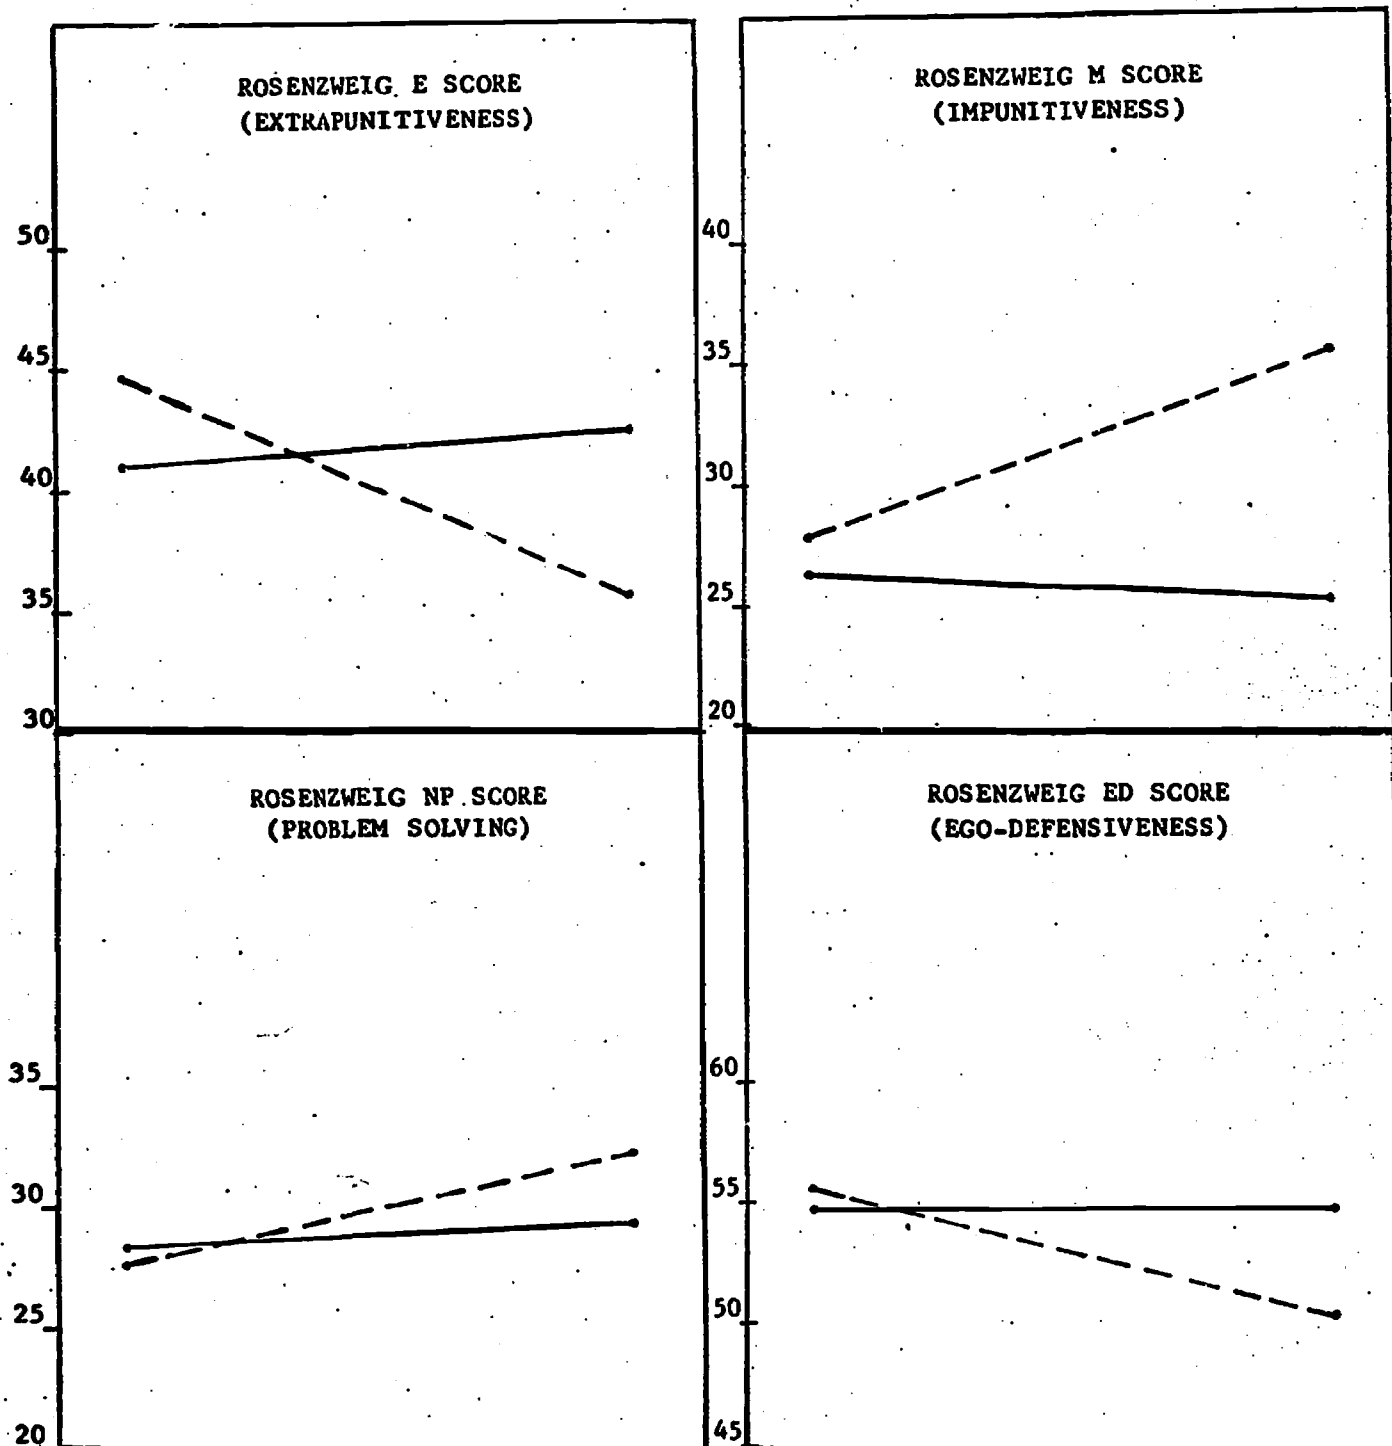 ROSENZWEIG E SCORE
(EXTRAPUNITIVENESS)
50
45
40
35
30
ROSENZWEIG M SCORE
(IMPUNITIVENESS)
40
35
30
25
20
ROSENZWEIG NP SCORE
(PROBLEM SOLVING)
35
30
25
20
ROSENZWEIG ED SCORE
(EGO-DEFENSIVENESS)
60
55
50
45